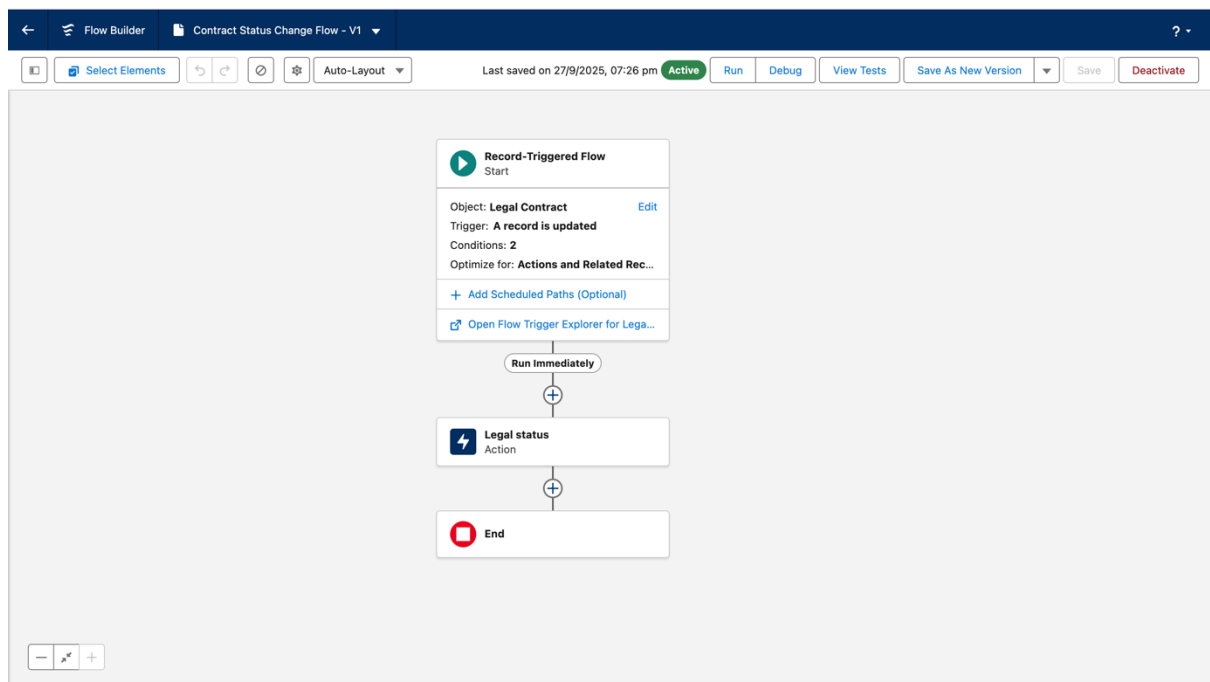 Flow Builder
Contract Status Change Flow - V1
?
Select Elements
Auto-Layout
Last saved on 27/9/2025, 07:26 pm
Active
Run
Debug
View Tests
Save As New Version
Save
Deactivate
Record-Triggered Flow
Start
Object: Legal Contract
Edit
Trigger: A record is updated
Conditions: 2
Optimize for: Actions and Related Rec...
+ Add Scheduled Paths (Optional)
Open Flow Trigger Explorer for Lega...
Run Immediately
Legal status
Action
End